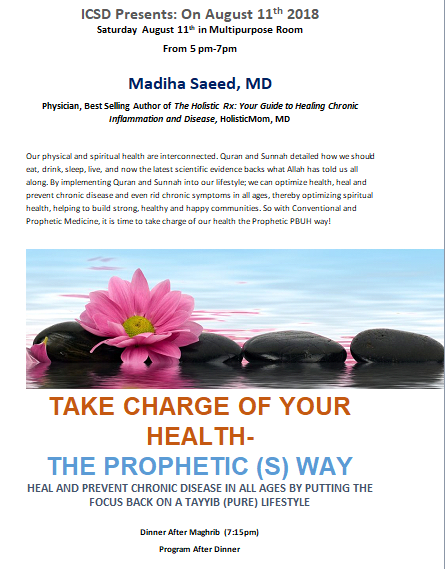 ICSD Presents: On August 11th 2018
Saturday August 11th in Multipurpose Room
From 5 pm-7pm
Madiha Saeed, MD
Physician, Best Selling Author of The Holistic Rx: Your Guide to Healing Chronic
Inflammation and Disease, HolisticMom, MD
Our physical and spiritual health are interconnected. Quran and Sunnah detailed how we should
eat, drink, sleep, live, and now the latest scientific evidence backs what Allah has told us all
along. By implementing Quran and Sunnah into our lifestyle; we can optimize health, heal and
prevent chronic disease and even rid chronic symptoms in all ages, thereby optimizing spiritual
health, helping to build strong, healthy and happy communities. So with Conventional and
Prophetic Medicine, it is time to take charge of our health the Prophetic PBUH way!
TAKE CHARGE OF YOUR
HEALTH-
THE PROPHETIC (S) WAY
HEAL AND PREVENT CHRONIC DISEASE IN ALL AGES BY PUTTING THE
FOCUS BACK ON A TAYYIB (PURE) LIFESTYLE
Dinner After Maghrib (7:15pm)
Program After Dinner